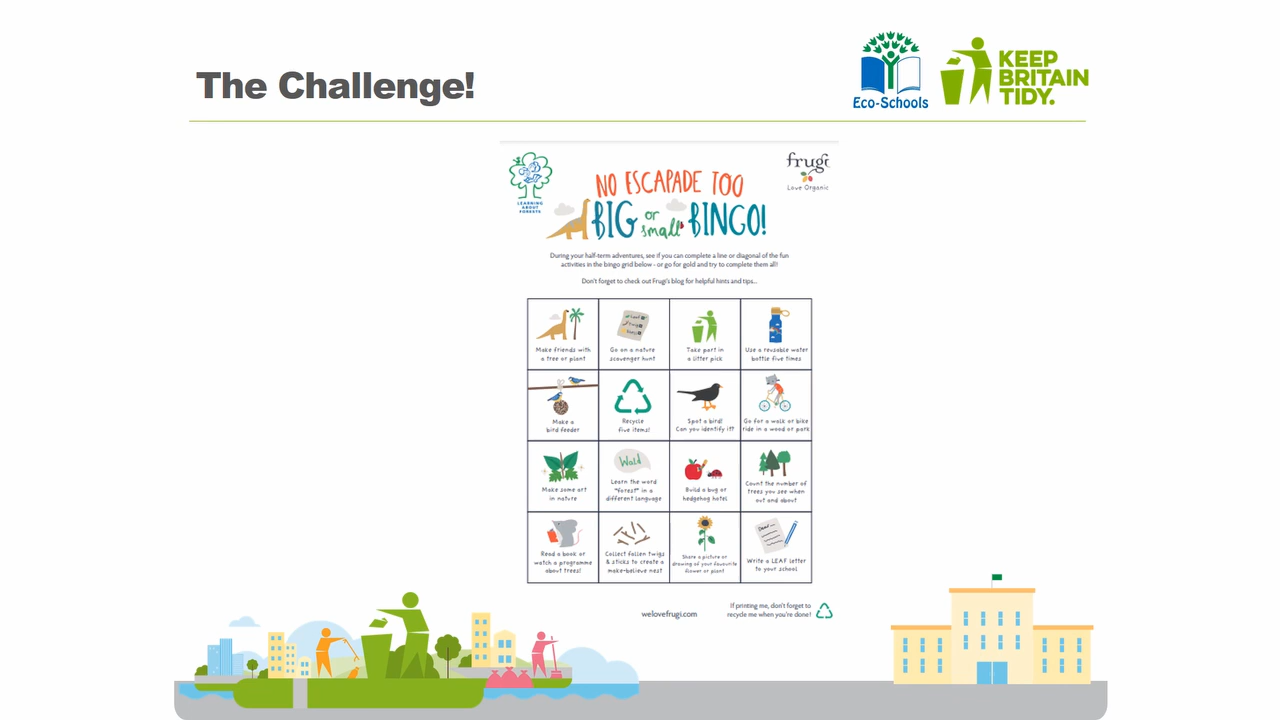 The Challenge!
Eco-Schools
KEEP
BRITAIN
TIDY.
LEARNING
ABOUT
FORESTS
frugi
Love Organic
NO ESCAPADE TOO
BIG or small BINGO!
During your half-term adventures, see if you can complete a line or diagonal of the fun
activities in the bingo grid below - or go for gold and try to complete them all!
Don't forget to check out Frugi's blog for helpful hints and tips...
Make friends with
a tree or plant
Go on a nature
scavenger hunt
Take part in
a litter pick
Use a reusable water
bottle five times
Make a
bird feeder
Recycle
five items!
Spot a bird!
Can you identify it?
Go for a walk or bike
ride in a wood or park
Make some art
in nature
Wald
Learn the word
"forest" in a
different language
Build a bug or
hedgehog hotel
Count the number of
trees you see when
out and about
Read a book or
watch a programme
about trees!
Collect fallen twigs
& sticks to create a
make-believe nest
Share a picture or
drawing of your favourite
flower or plant
Dear...
Write a LEAF letter
to your school
welovefrugi.com
If printing me, don't forget to
recycle me when you're done!